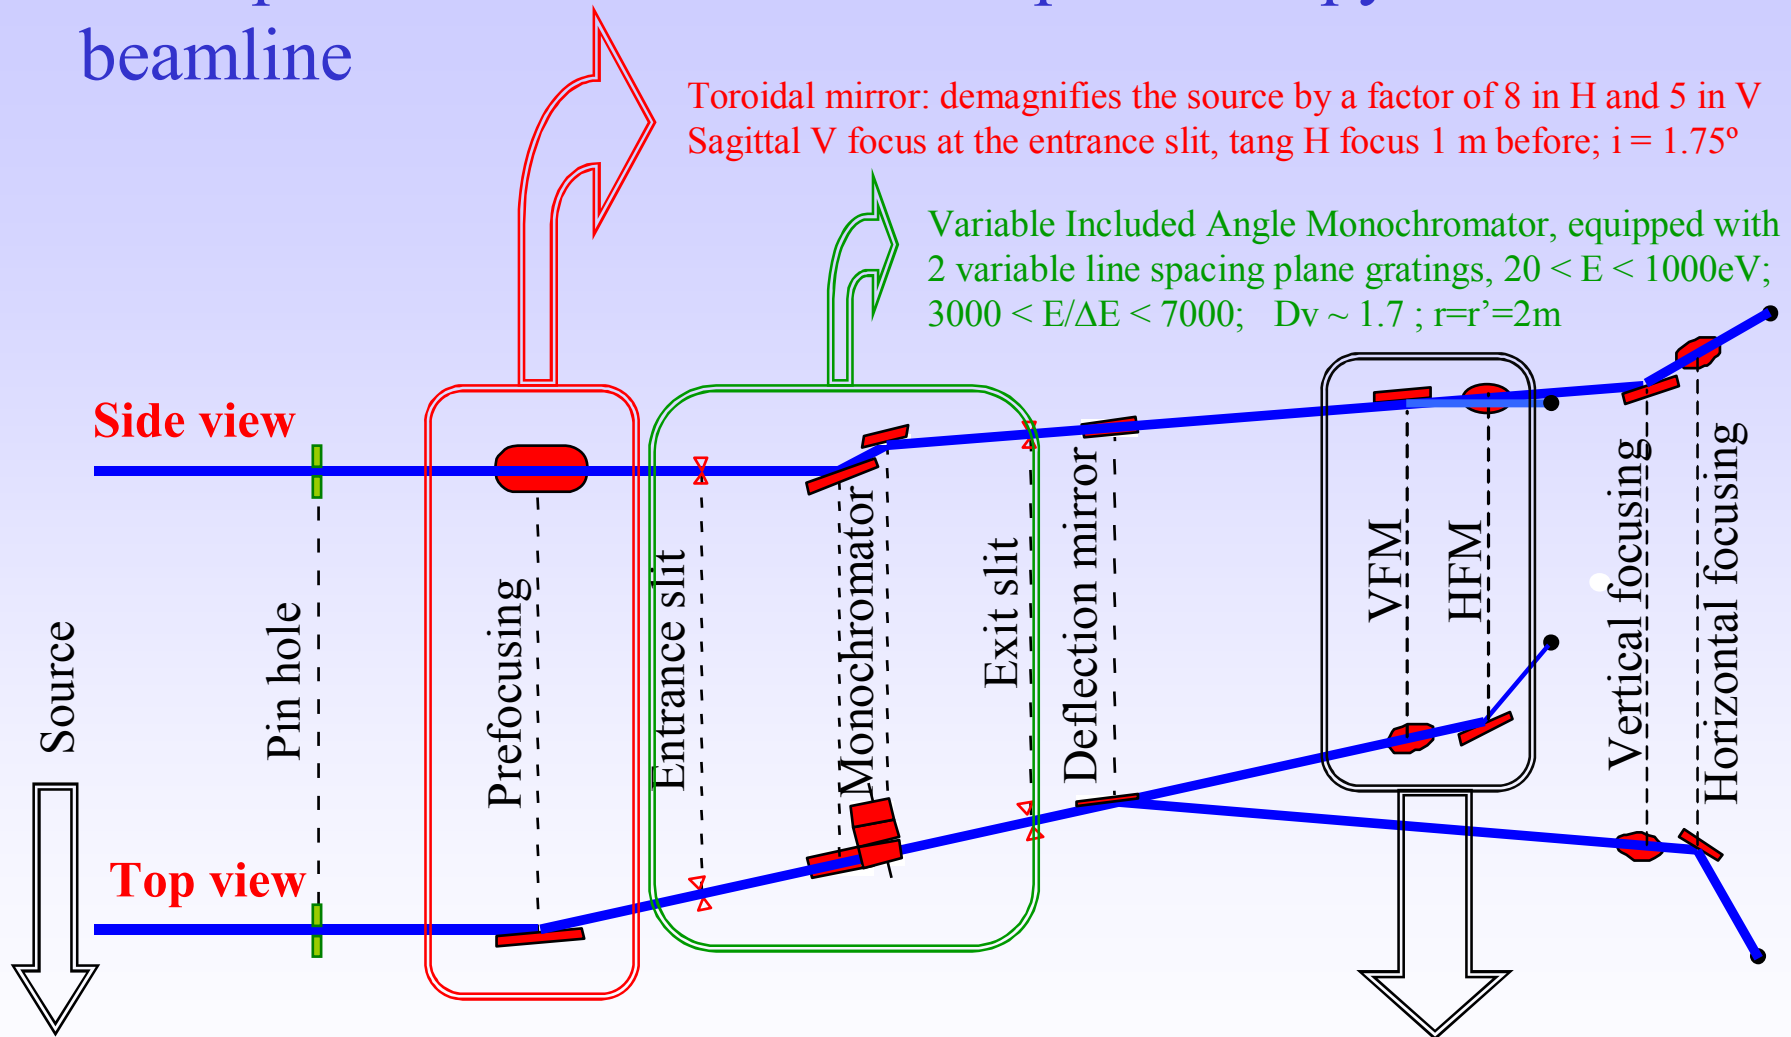 beamline
Toroidal mirror: demagnifies the source by a factor of 8 in H and 5 in V
Sagittal V focus at the entrance slit, tang H focus 1 m before; i = 1.75º
Variable Included Angle Monochromator, equipped with
2 variable line spacing plane gratings, 20 < E < 1000eV;
3000 < E/ΔE < 7000; Dv ~ 1.7 ; r=r’=2m
Side view
Source
Pin hole
Prefocusing
Entrance slit
Monochromator
Exit slit
Deflection mirror
VFM
HFM
Vertical focusing
Horizontal focusing
Top view